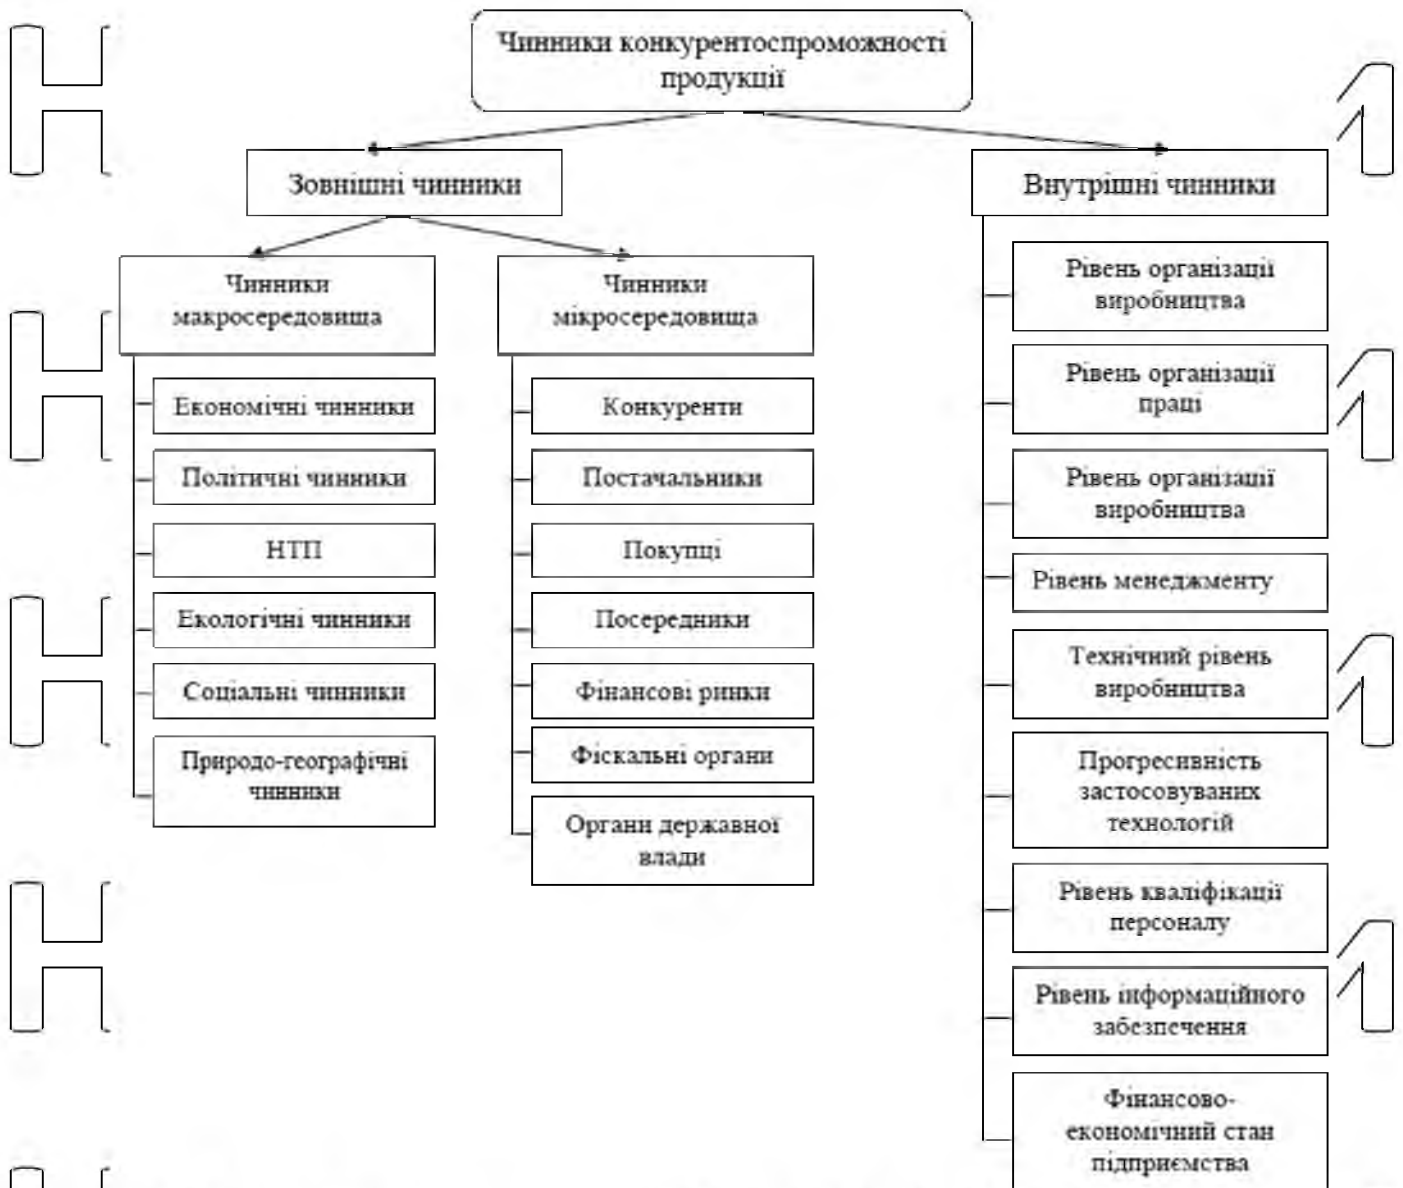 Чинники конкурентоспроможності
продукції
Зовнішні чинники
Внутрішні чинники
Чинники
макросередовища
Економічні чинники
Політичні чинники
НТП
Екологічні чинники
Соціальні чинники
Природо-географічні
чинники
Чинники
мікросередовища
Конкуренти
Постачальники
Покупці
Посередники
Фінансові ринки
Фіскальні органи
Органи державної
влади
Рівень організації
виробництва
Рівень організації
праці
Рівень організації
виробництва
Рівень менеджменту
Технічний рівень
виробництва
Прогресивність
застосовуваних
технологій
Рівень кваліфікації
персоналу
Рівень інформаційного
забезпечення
Фінансово-
економічний стан
підприємства